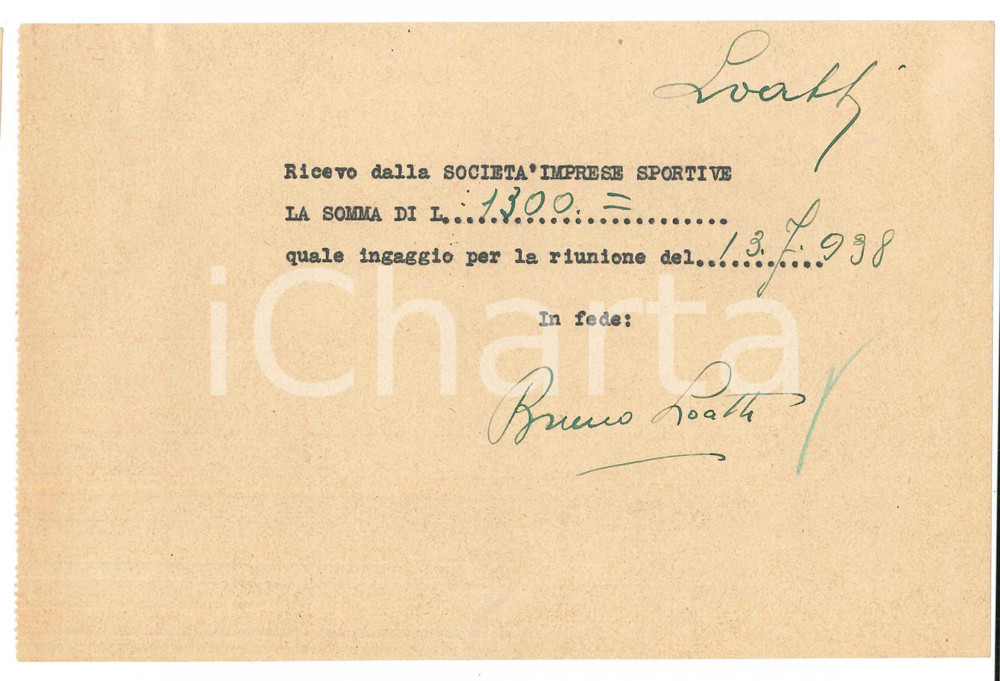 Loatti
Ricevo dalla SOCIETA'IMPRESE SPORTIVE
LA SOMMA DI L....1300.=..........
quale ingaggio per la riunione del...13.7.938
iCharta
In fede:
Bruno Loatti